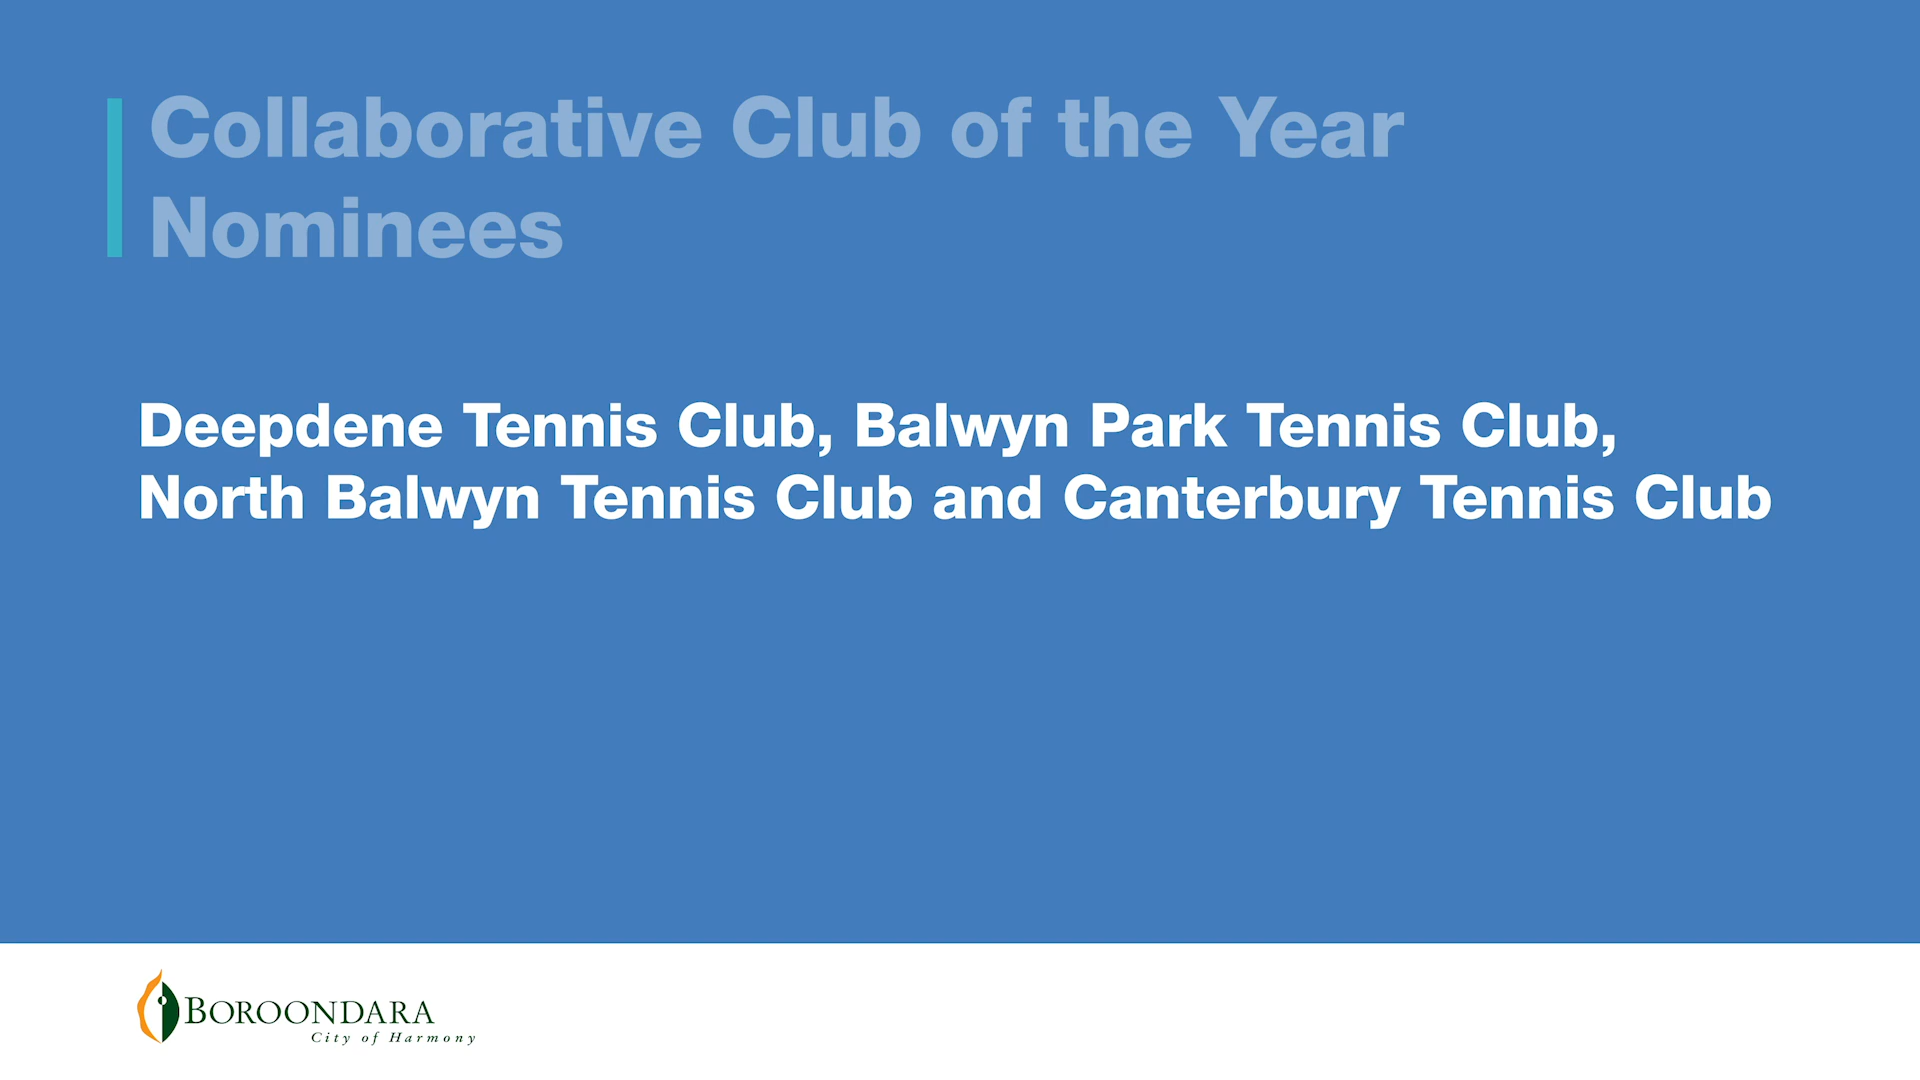 Collaborative Club of the Year
Nominees
Deepdene Tennis Club, Balwyn Park Tennis Club,
North Balwyn Tennis Club and Canterbury Tennis Club
BOROONDARA
City of Harmony